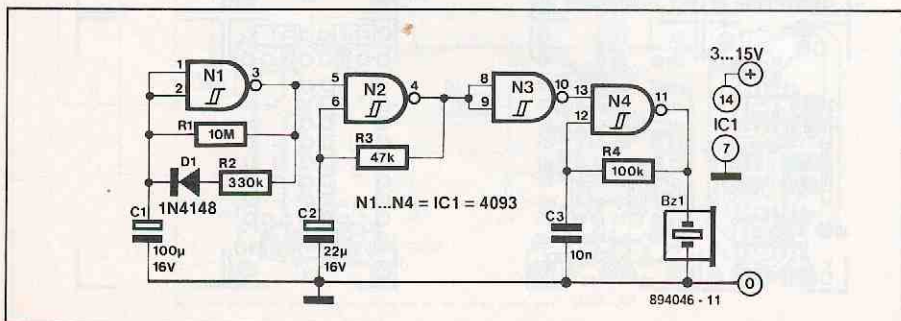 1
2
N1
3
R1
10M
D1
R2
330k
1N4148
C1
100µ
16V
5
6
N2
4
R3
47k
C2
22µ
16V
N1...N4 = IC1 = 4093
8
9
N3
10
13
12
N4
11
R4
100k
C3
10n
Bz1
3...15V
+
14
IC1
7
0
894046 - 11